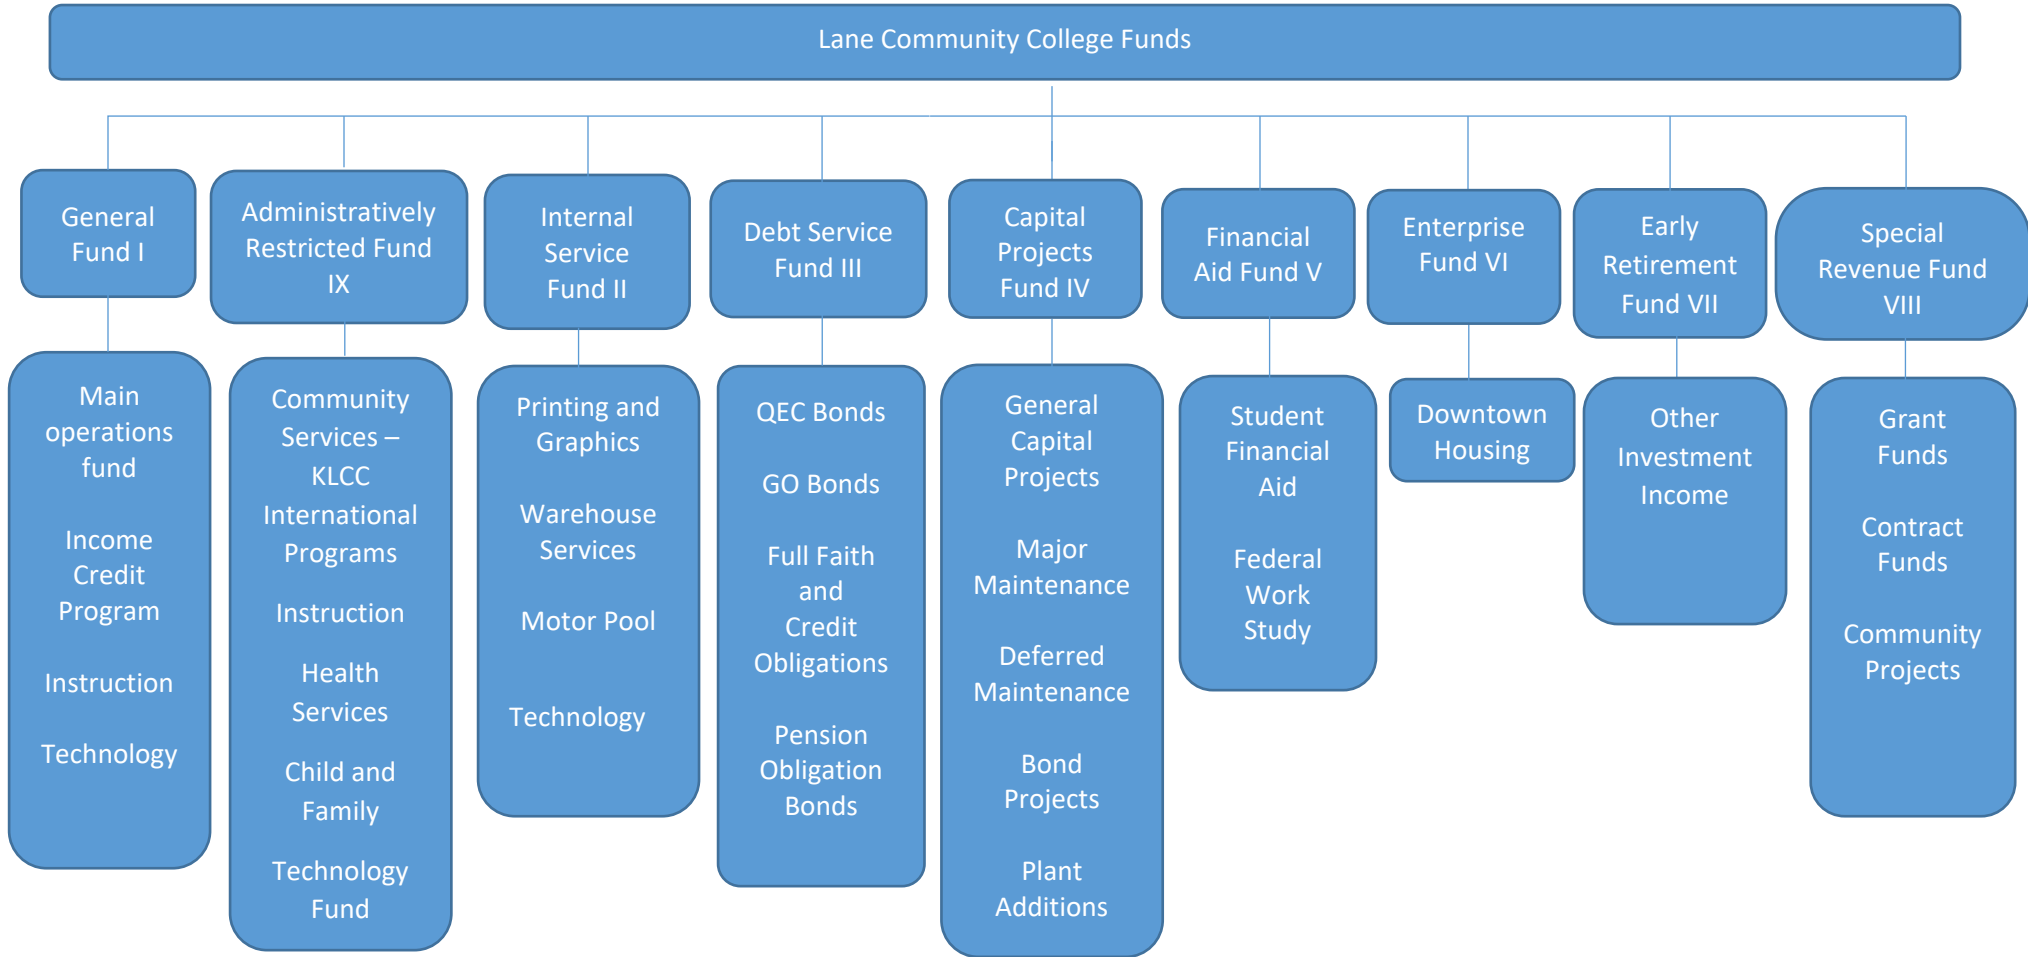 Lane Community College Funds
General
Fund I
Administratively
Restricted Fund
IX
Internal
Service
Fund II
Debt Service
Fund III
Capital
Projects
Fund IV
Financial
Aid Fund V
Enterprise
Fund VI
Early
Retirement
Fund VII
Special
Revenue Fund
VIII
Main
operations
fund
Income
Credit
Program
Instruction
Technology
Community
Services –
KLCC
International
Programs
Instruction
Health
Services
Child and
Family
Technology
Fund
Printing and
Graphics
Warehouse
Services
Motor Pool
Technology
QEC Bonds
GO Bonds
Full Faith
and
Credit
Obligations
Pension
Obligation
Bonds
General
Capital
Projects
Major
Maintenance
Deferred
Maintenance
Bond
Projects
Plant
Additions
Student
Financial
Aid
Federal
Work
Study
Downtown
Housing
Other
Investment
Income
Grant
Funds
Contract
Funds
Community
Projects